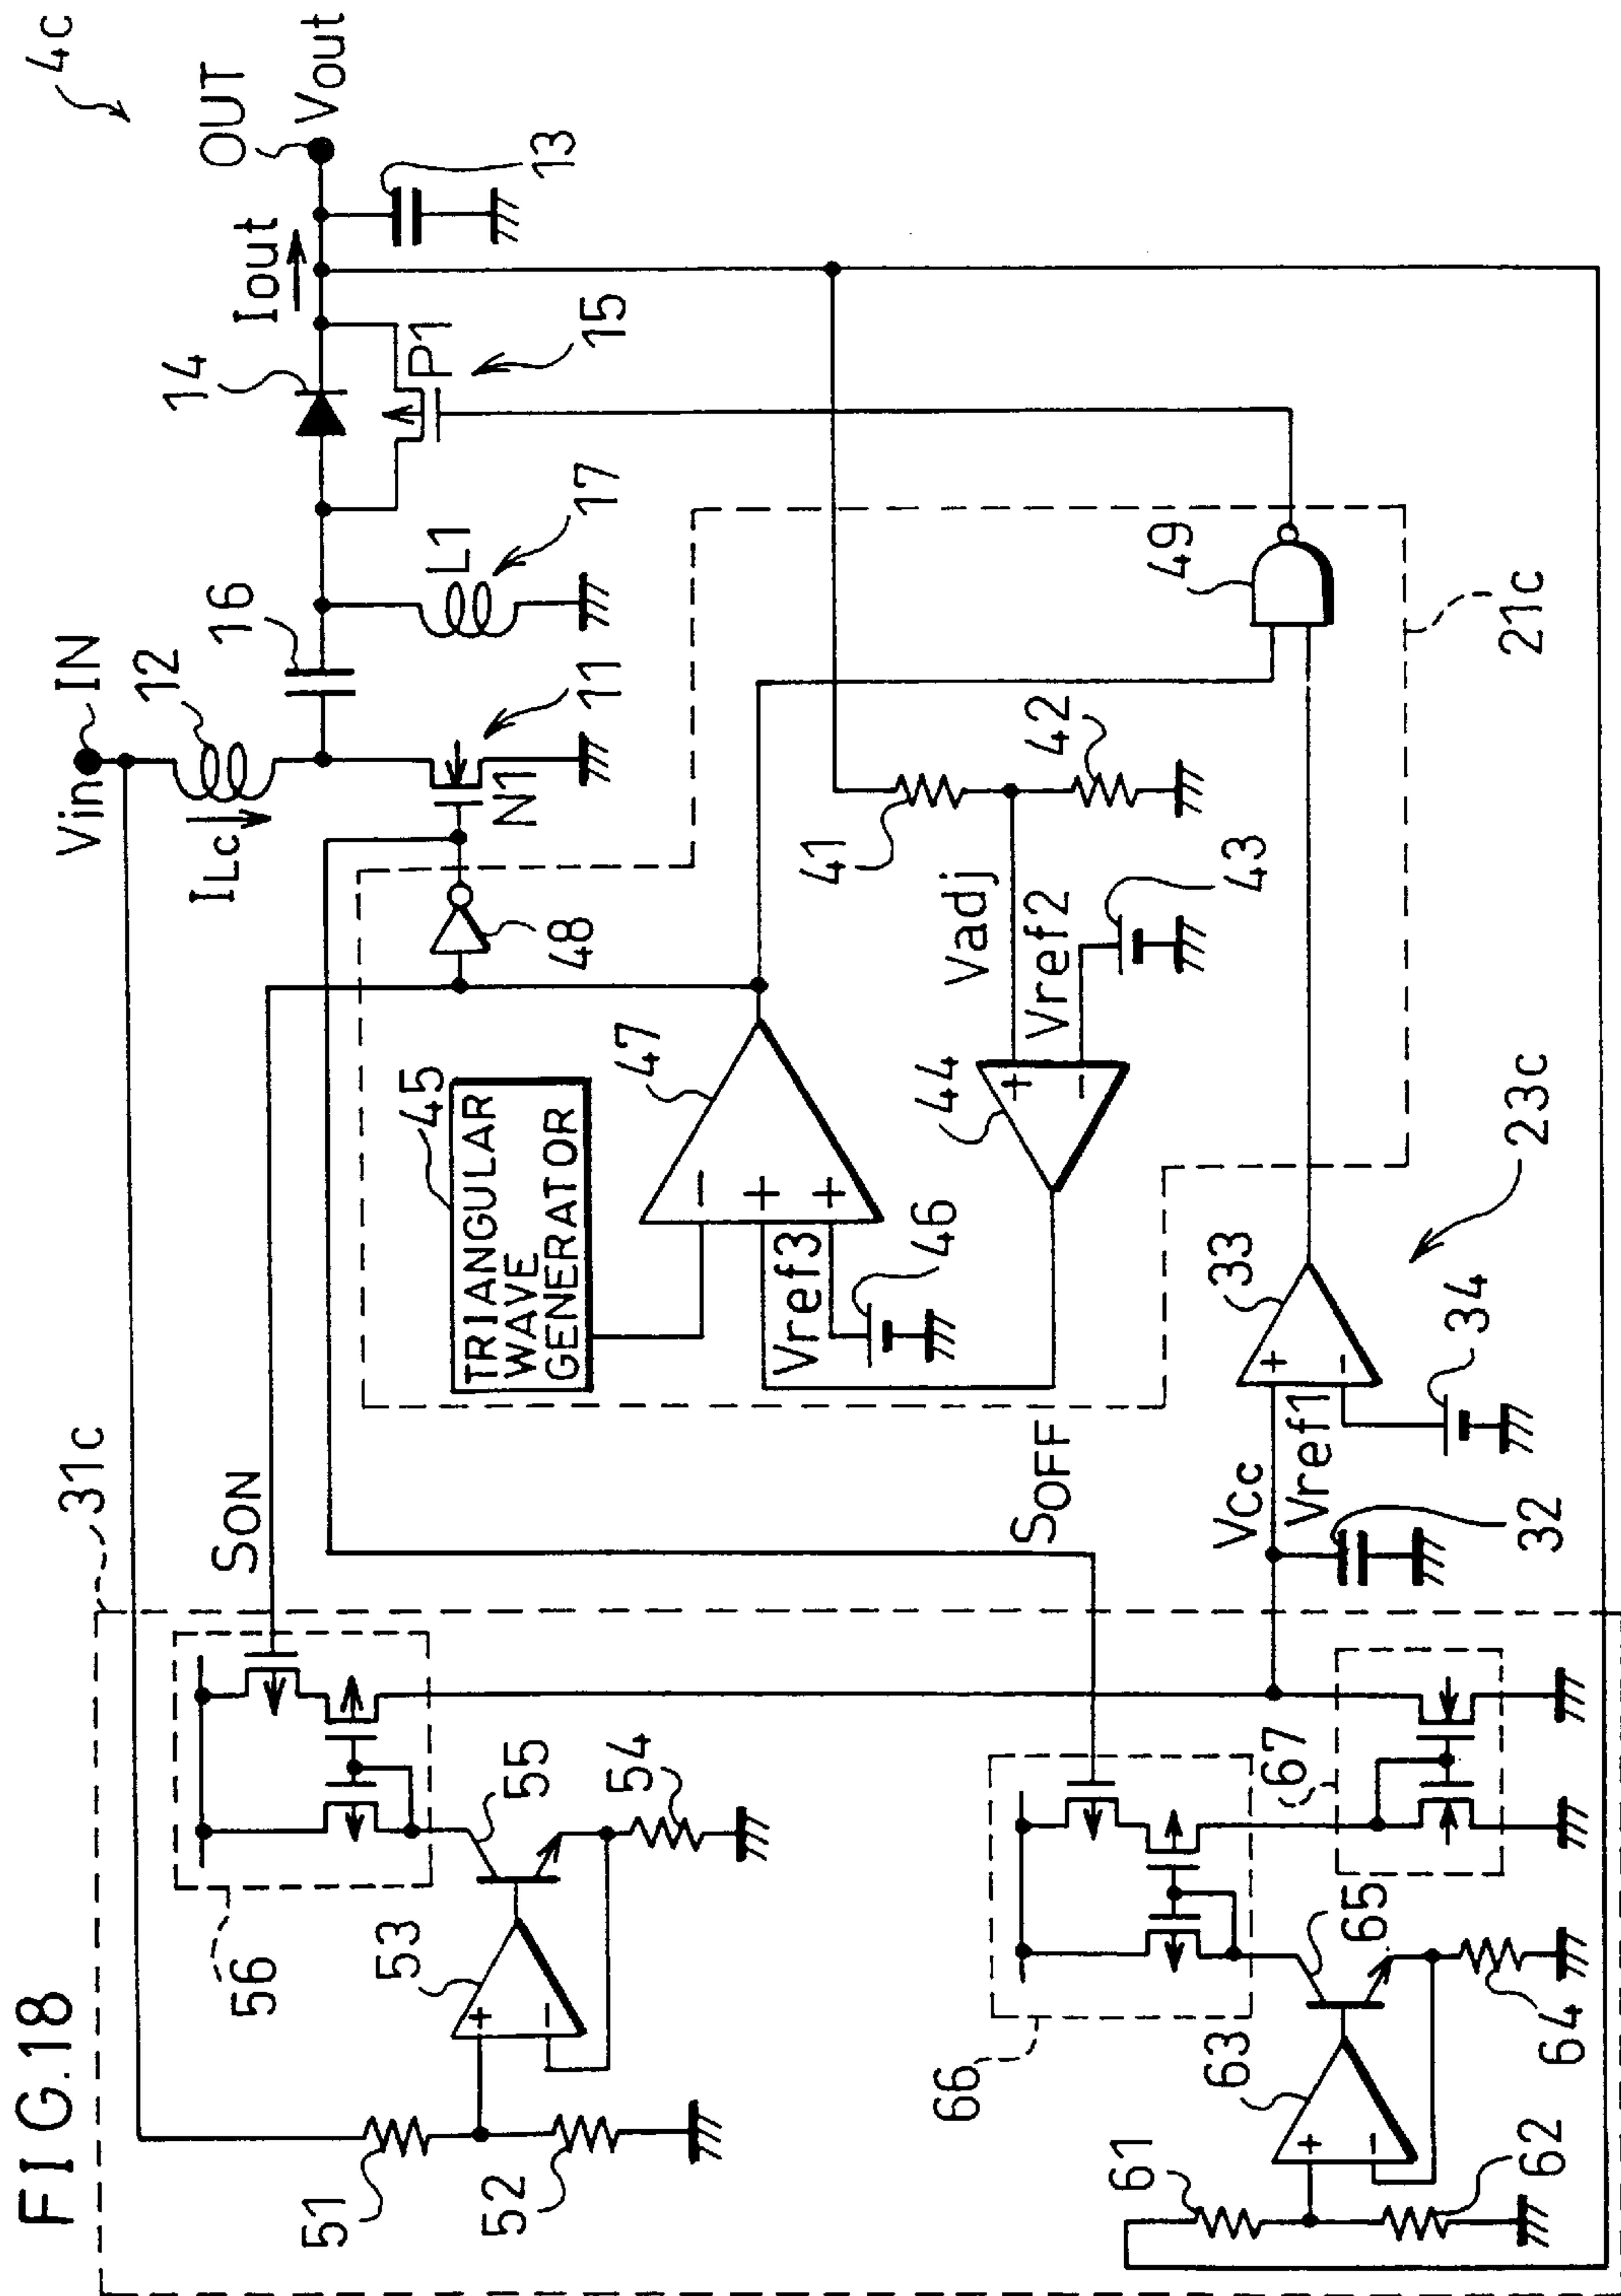 FIG.18
4c
31c
Vin
IN
12
ILc
16
14
Iout
OUT
Vout
13
L1
17
P1
15
11
N1
SON
56
55
54
53
51
52
45
TRIANGULAR
WAVE
GENERATOR
48
47
Vref3
46
41
42
Vadj
Vref2
43
44
49
21c
SOFF
66
67
65
64
63
61
62
Vcc
Vref1
32
33
34
23c